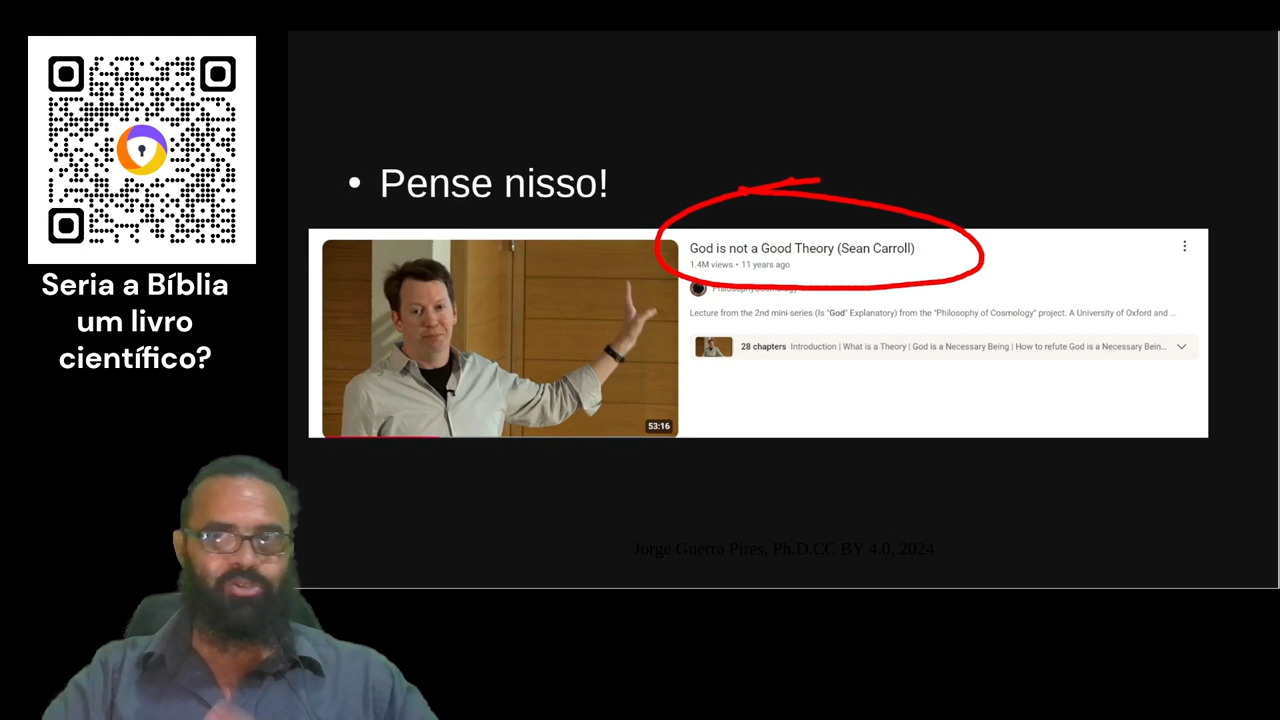 Seria a Bíblia
um livro
científico?
• Pense nisso!
God is not a Good Theory (Sean Carroll)
1.4M views • 11 years ago
Lecture from the 2nd mini-series (Is "God" Explanatory) from the "Philosophy of Cosmology" project. A University of Oxford and ...
28 chapters Introduction | What is a Theory | God is a Necessary Being | How to refute God is a Necessary Bein...
53:16
Jorge Guerra Pires, Ph.D.CC BY 4.0, 2024